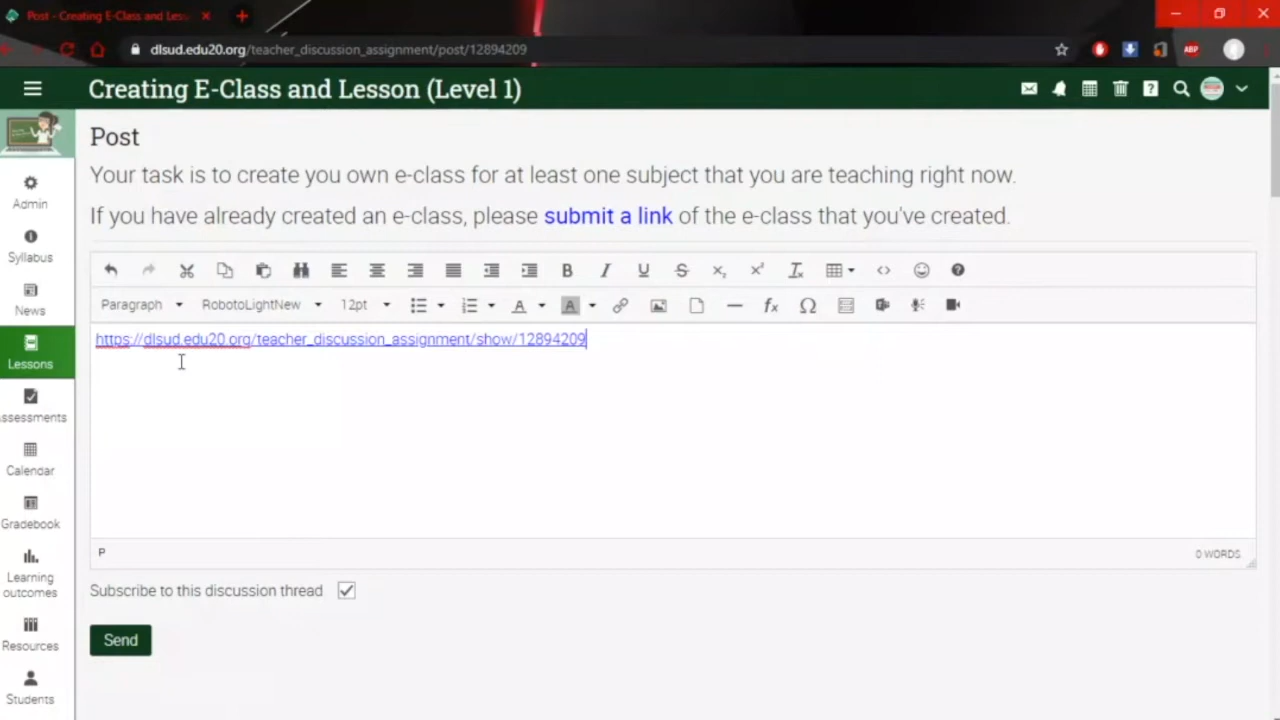 Post - Creating E-Class and Less
dlsud.edu20.org/teacher_discussion_assignment/post/12894209
ABP
Creating E-Class and Lesson (Level 1)
Post
Your task is to create you own e-class for at least one subject that you are teaching right now.
If you have already created an e-class, please submit a link of the e-class that you've created.
Admin
Syllabus
News
Lessons
ssessments
Calendar
Gradebook
Learning
outcomes
Resources
Students
Paragraph RobotoLightNew 12pt
https://dlsud.edu20.org/teacher_discussion_assignment/show/12894209
P
0 WORDS
Subscribe to this discussion thread
Send